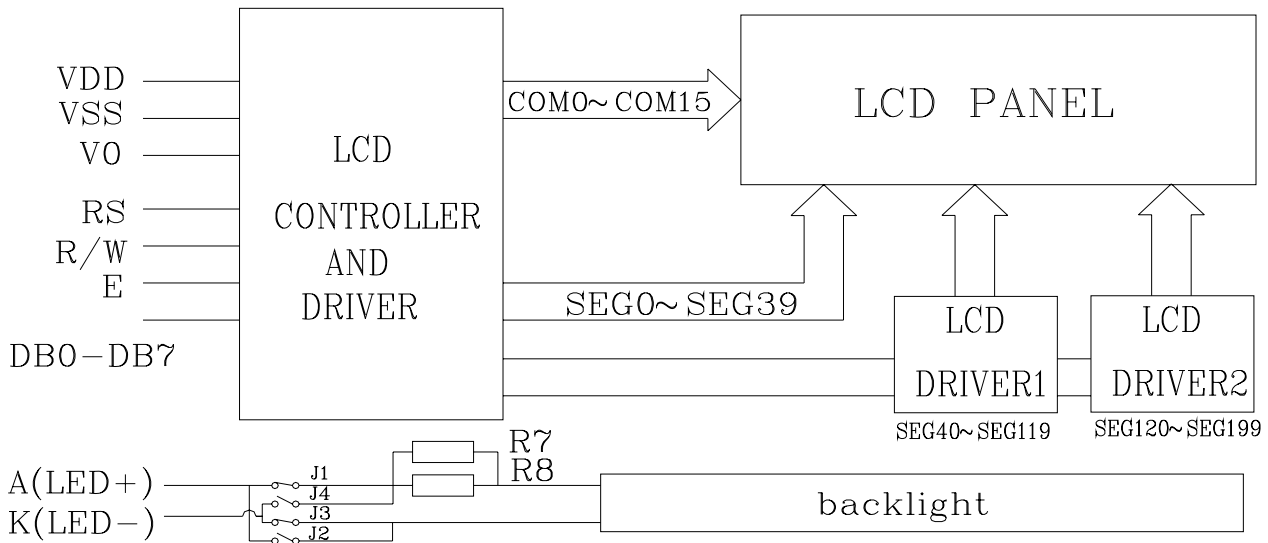 VDD
VSS
V0
RS
R/W
E
DB0-DB7
LCD
CONTROLLER
AND
DRIVER
COM0~COM15
LCD PANEL
SEG0~SEG39
LCD
DRIVER1
SEG40~SEG119
LCD
DRIVER2
SEG120~SEG199
R7
R8
A(LED+)
K(LED-)
J1
J4
J3
J2
backlight